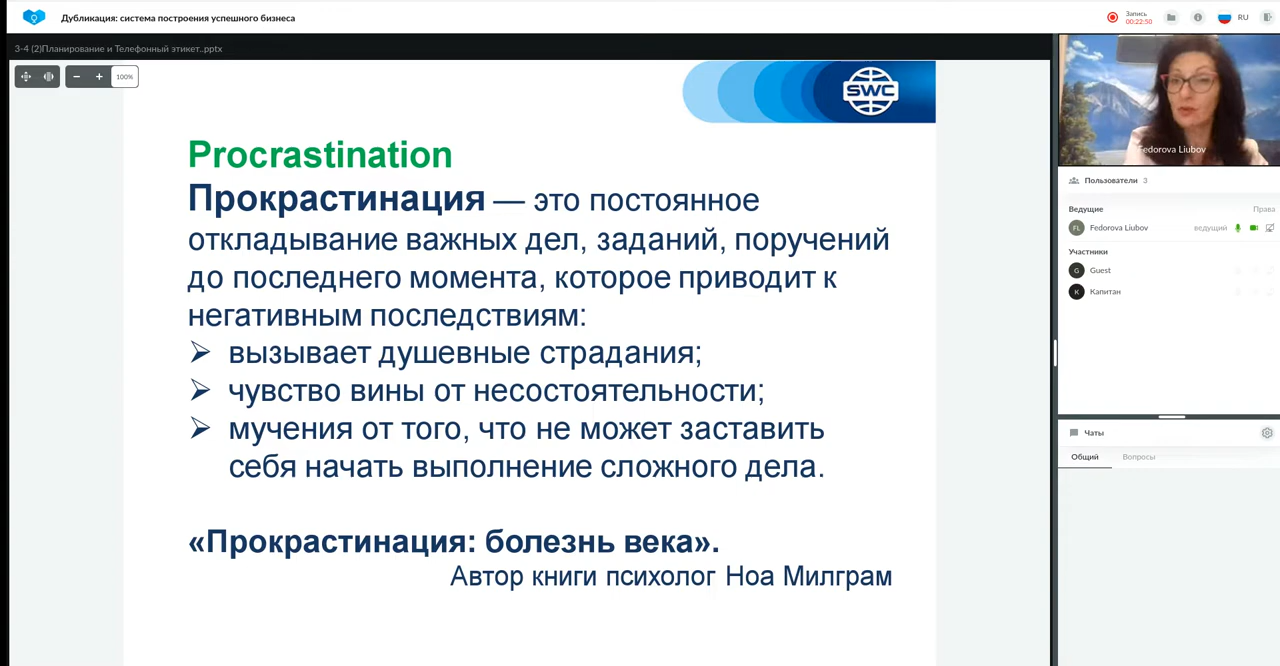 Дубликация: система построения успешного бизнеса
Запись
00:22:50
RU
3-4 (2)Планирование и Телефонный этикет..pptx
100%
SWC
Procrastination
Прокрастинация — это постоянное
откладывание важных дел, заданий, поручений
до последнего момента, которое приводит к
негативным последствиям:
вызывает душевные страдания;
чувство вины от несостоятельности;
мучения от того, что не может заставить
себя начать выполнение сложного дела.
«Прокрастинация: болезнь века».
Автор книги психолог Ноа Милграм
Fedorova Liubov
Пользователи 3
Ведущие Права
FL Fedorova Liubov ведущий
Участники
G Guest
К Капитан
Чаты
Общий Вопросы